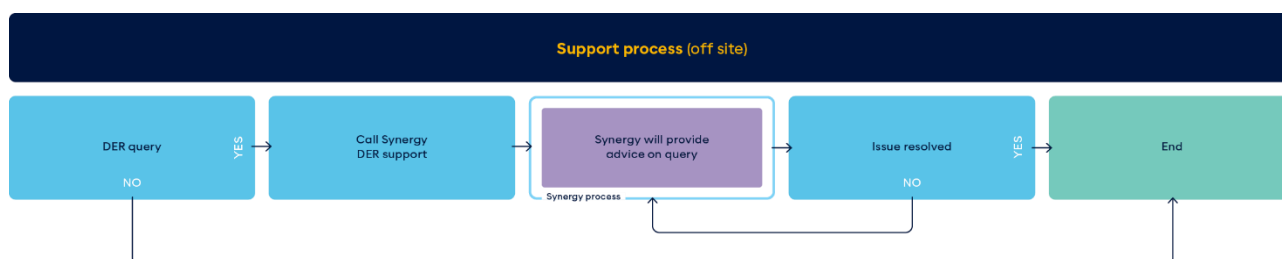 Support process (off site)
DER query
YES
NO
Call Synergy
DER support
Synergy will provide
advice on query
Synergy process
Issue resolved
YES
NO
End